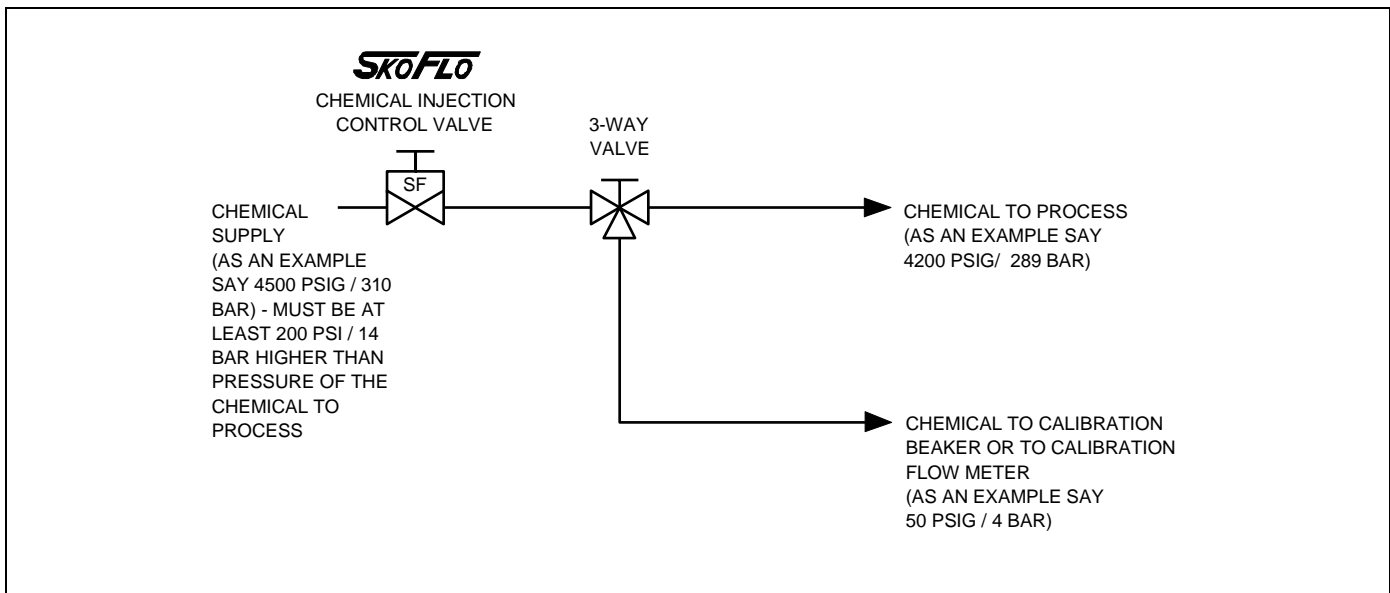 SKOFLO
CHEMICAL INJECTION
CONTROL VALVE
3-WAY
VALVE
SF
CHEMICAL
SUPPLY
(AS AN EXAMPLE
SAY 4500 PSIG / 310
BAR) - MUST BE AT
LEAST 200 PSI / 14
BAR HIGHER THAN
PRESSURE OF THE
CHEMICAL TO
PROCESS
CHEMICAL TO PROCESS
(AS AN EXAMPLE SAY
4200 PSIG/  289 BAR)
CHEMICAL TO CALIBRATION
BEAKER OR TO CALIBRATION
FLOW METER
(AS AN EXAMPLE SAY
50 PSIG / 4 BAR)